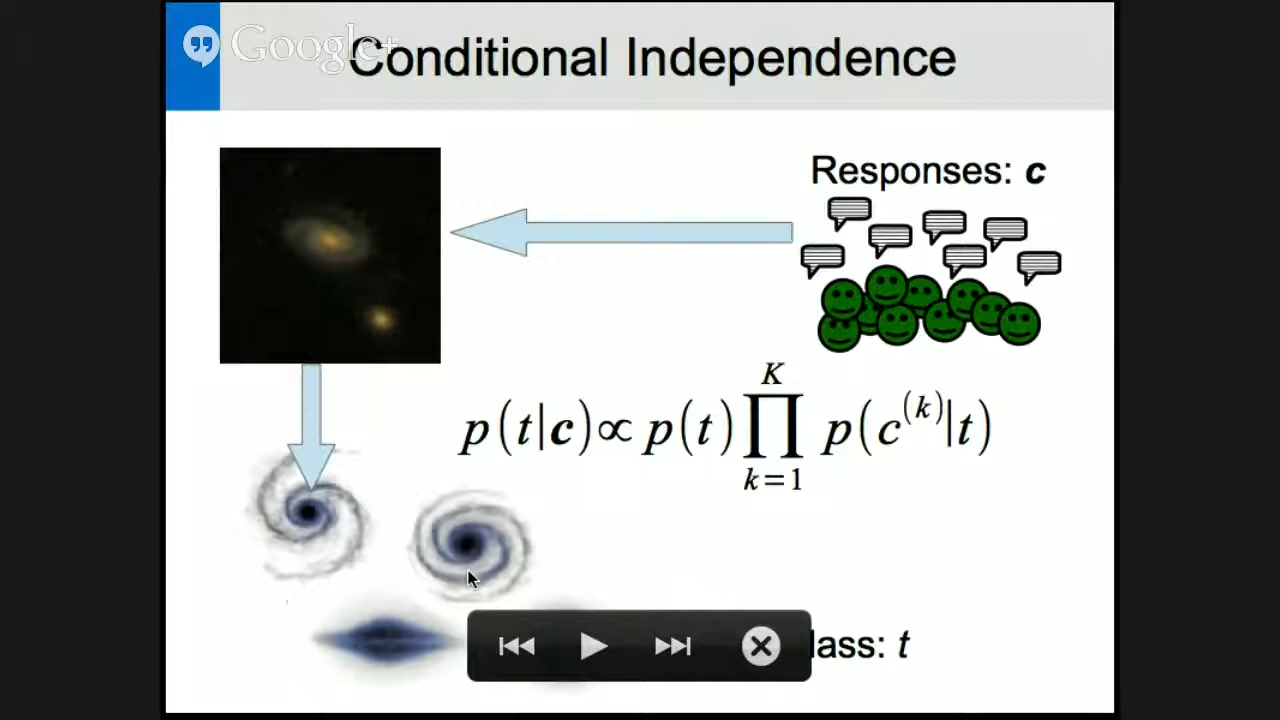 Google+
Conditional Independence
Responses: c
p(t|c)∝p(t)∏ p(c^(k)|t)
K
k=1
lass: t